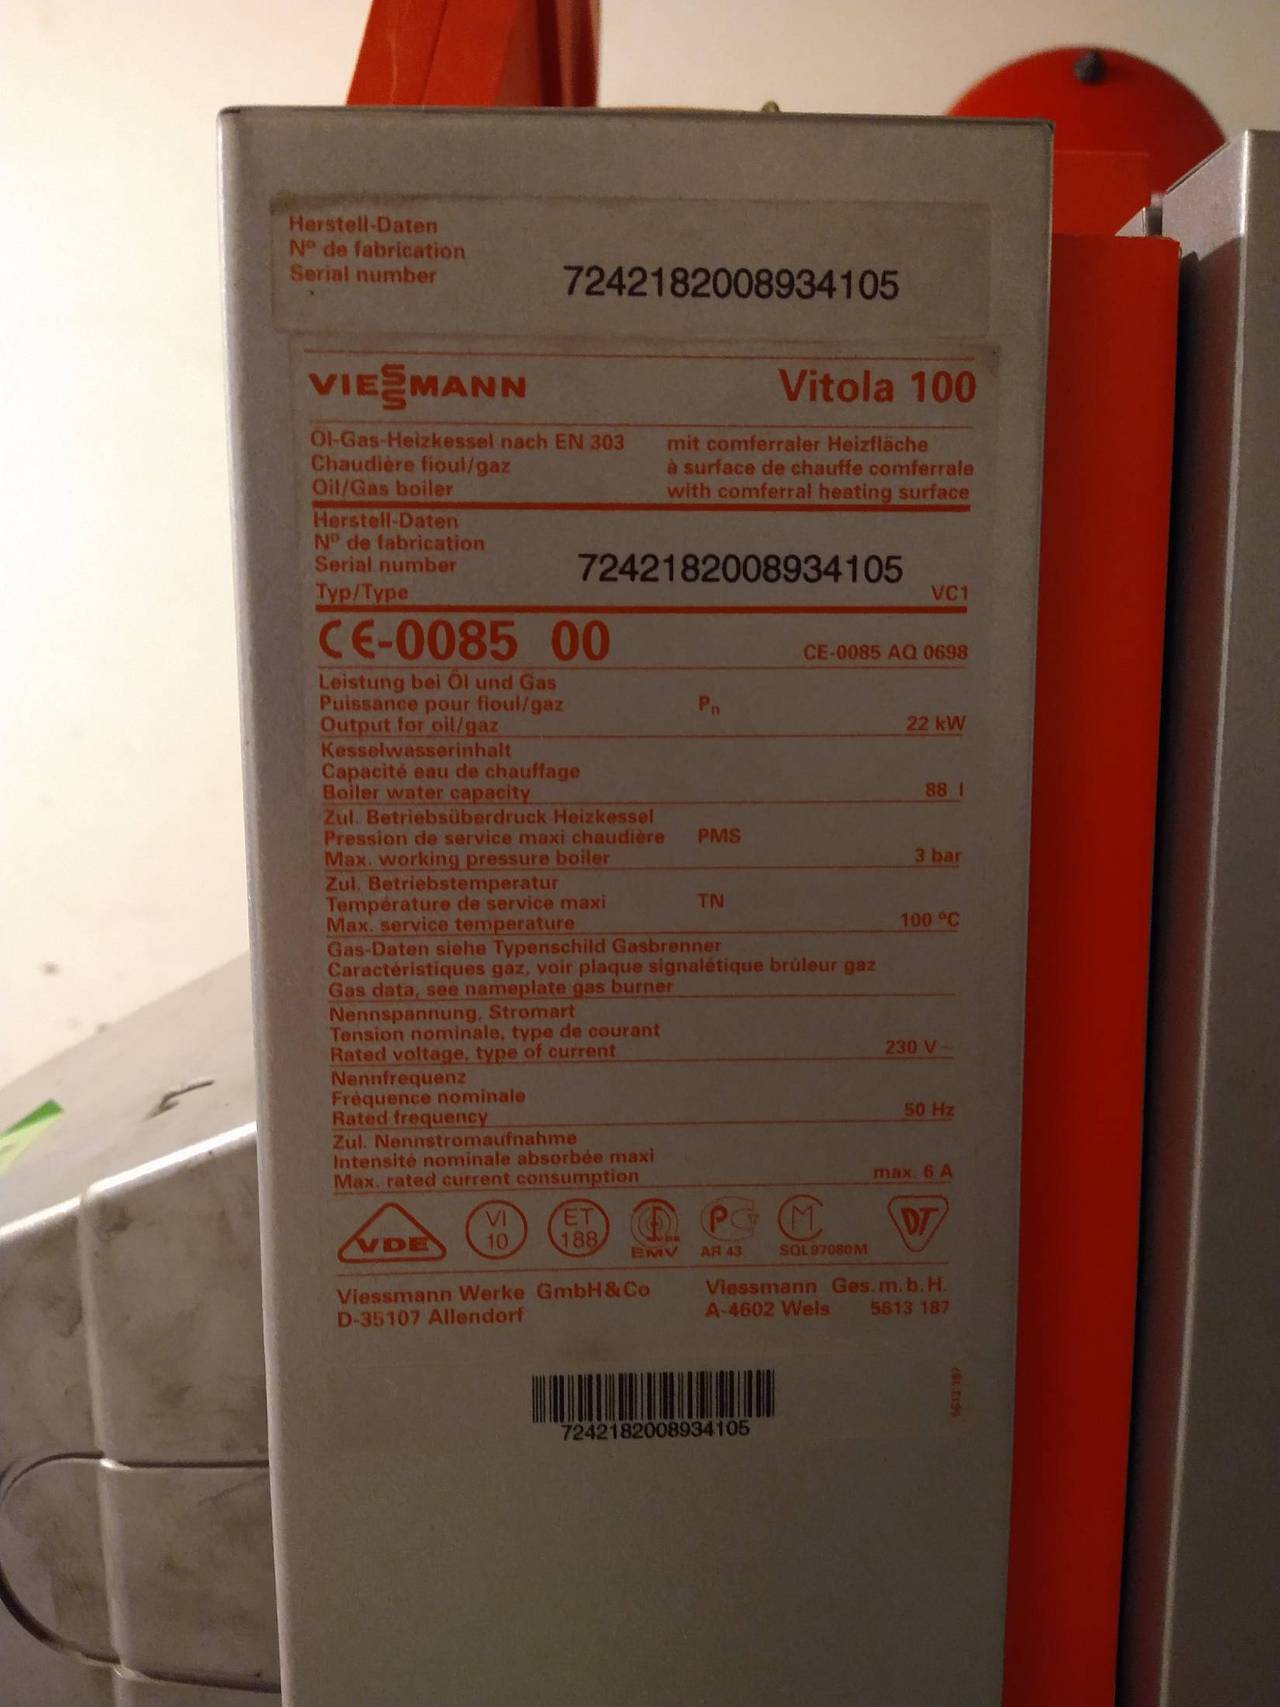 Herstell-Daten
Nº de fabrication
Serial number
7242182008934105
VIESSMANN Vitola 100
Öl-Gas-Heizkessel nach EN 303 mit comferraler Heizfläche
Chaudière fioul/gaz à surface de chauffe comferrale
Oil/Gas boiler with comferral heating surface
Herstell-Daten
Nº de fabrication
Serial number 7242182008934105
Typ/Type VC1
CE-0085 00 CE-0085 AQ 0698
Leistung bei Öl und Gas
Puissance pour fioul/gaz Pn
Output for oil/gaz 22 kW
Kesselwasserinhalt
Capacité eau de chauffage
Boiler water capacity 88 l
Zul. Betriebsüberdruck Heizkessel
Pression de service maxi chaudière PMS
Max. working pressure boiler 3 bar
Zul. Betriebstemperatur
Température de service maxi TN
Max. service temperature 100 ºC
Gas-Daten siehe Typenschild Gasbrenner
Caractéristiques gaz, voir plaque signalétique brûleur gaz
Gas data, see nameplate gas burner
Nennspannung, Stromart
Tension nominale, type de courant
Rated voltage, type of current 230 V~
Nennfrequenz
Fréquence nominale
Rated frequency 50 Hz
Zul. Nennstromaufnahme
Intensité nominale absorbée maxi
Max. rated current consumption max. 6 A
VDE VI 10 ET 188 VDE EMV PG AR 43 MC SQL97080M DT
Viessmann Werke GmbH&Co Viessmann Ges.m.b.H.
D-35107 Allendorf A-4602 Wels 5613 187
5613 187
7242182008934105